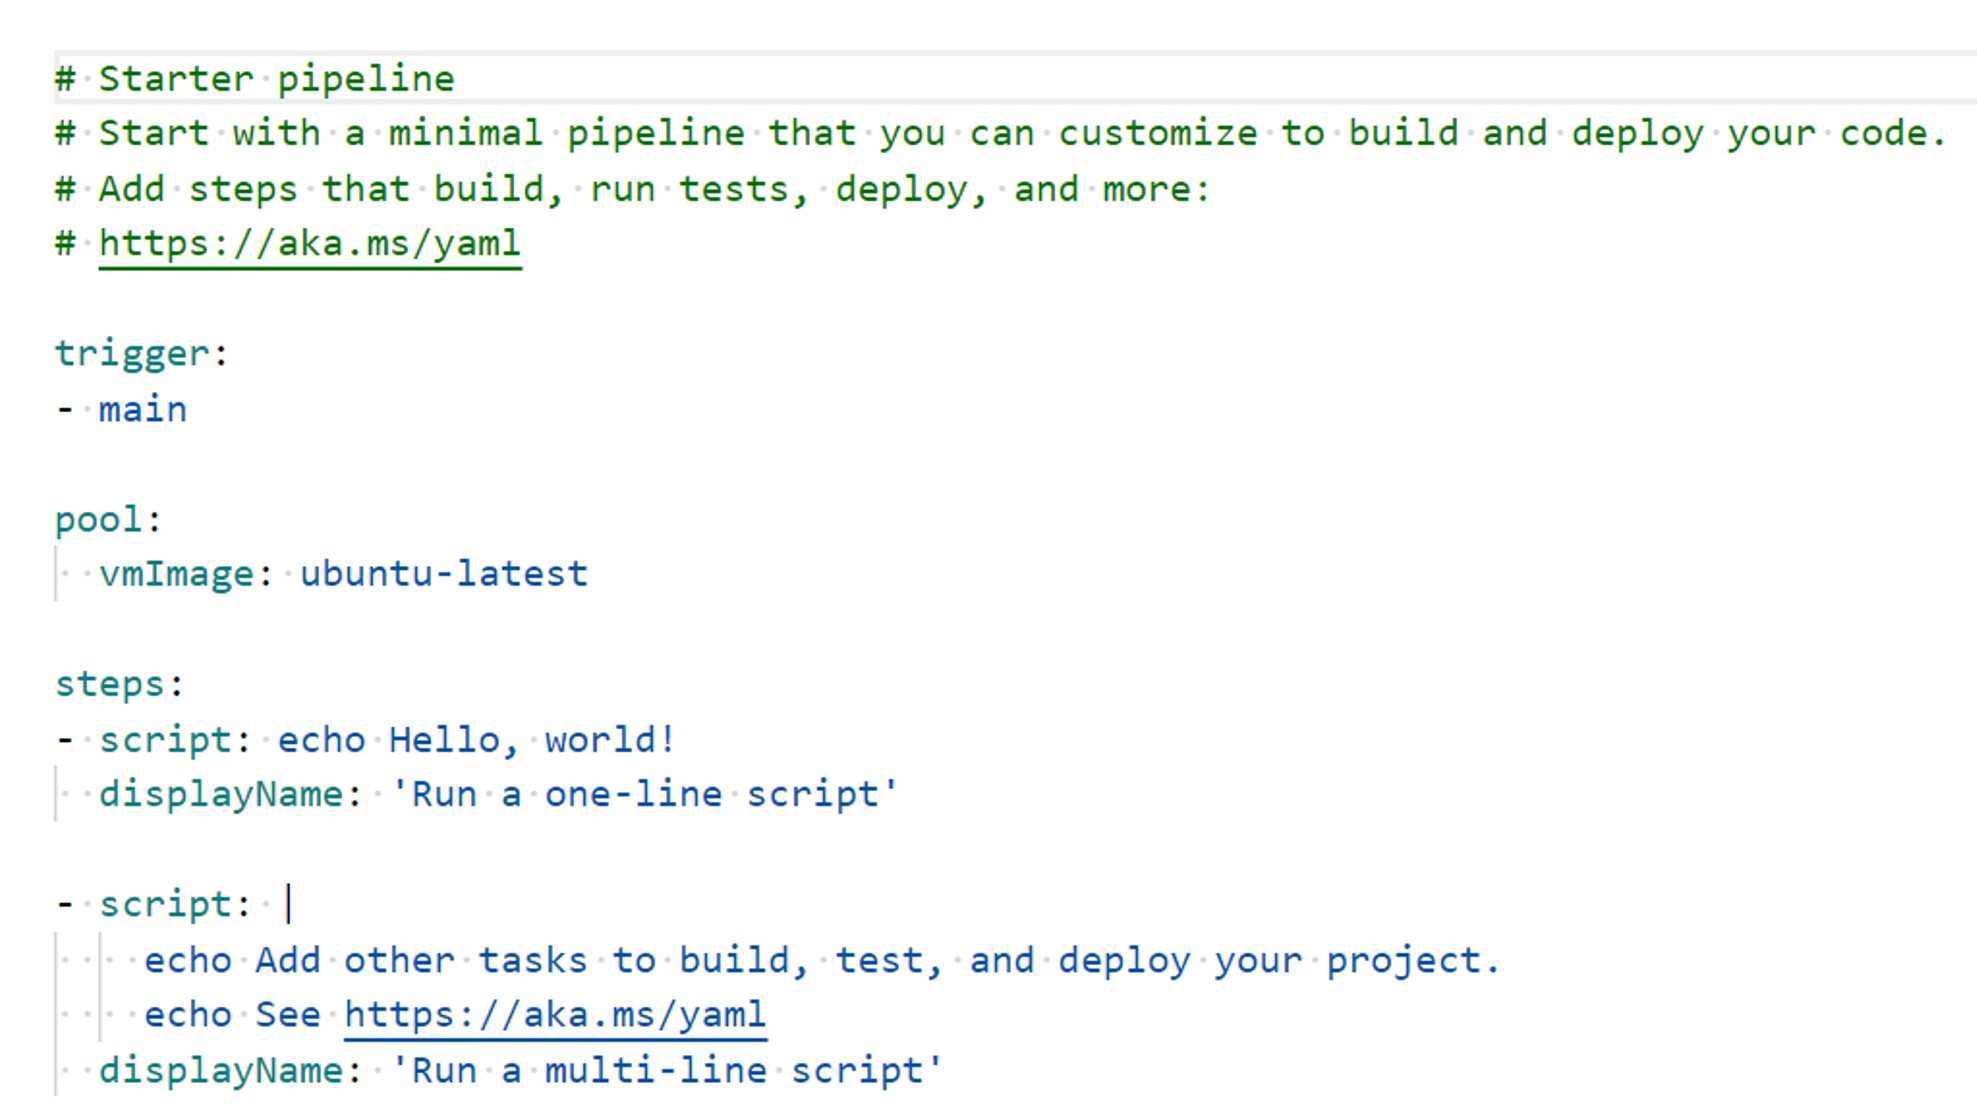 # Starter pipeline
# Start with a minimal pipeline that you can customize to build and deploy your code.
# Add steps that build, run tests, deploy, and more:
# https://aka.ms/yaml
trigger:
- main
pool:
  vmImage: ubuntu-latest
steps:
- script: echo Hello, world!
  displayName: 'Run a one-line script'
- script: |
    echo Add other tasks to build, test, and deploy your project.
    echo See https://aka.ms/yaml
  displayName: 'Run a multi-line script'